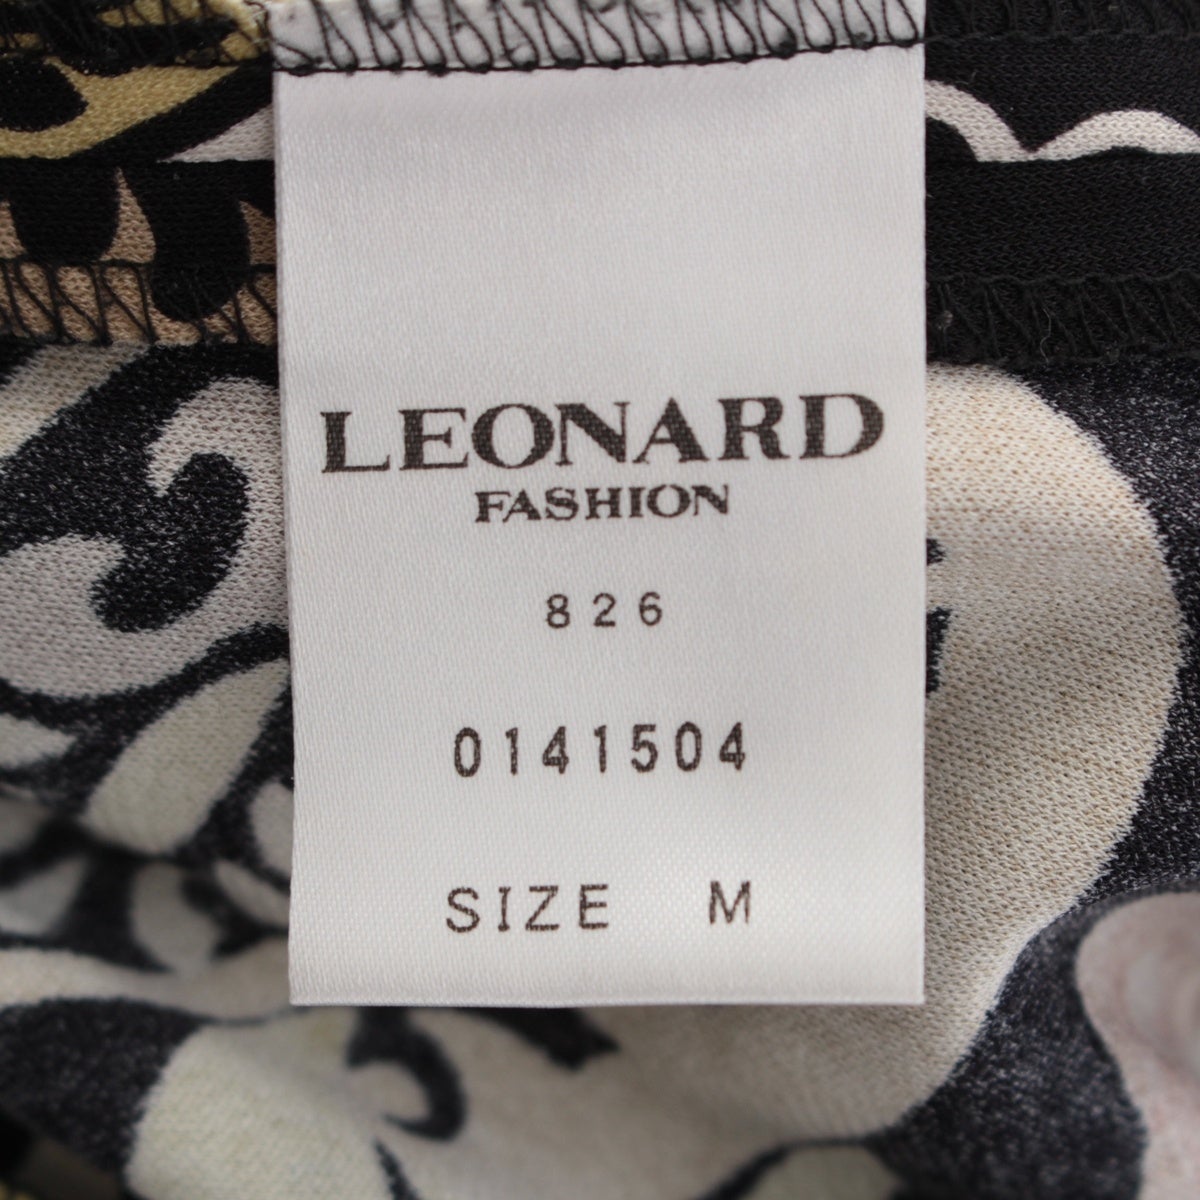 LEONARD
FASHION
826
0141504
SIZE M